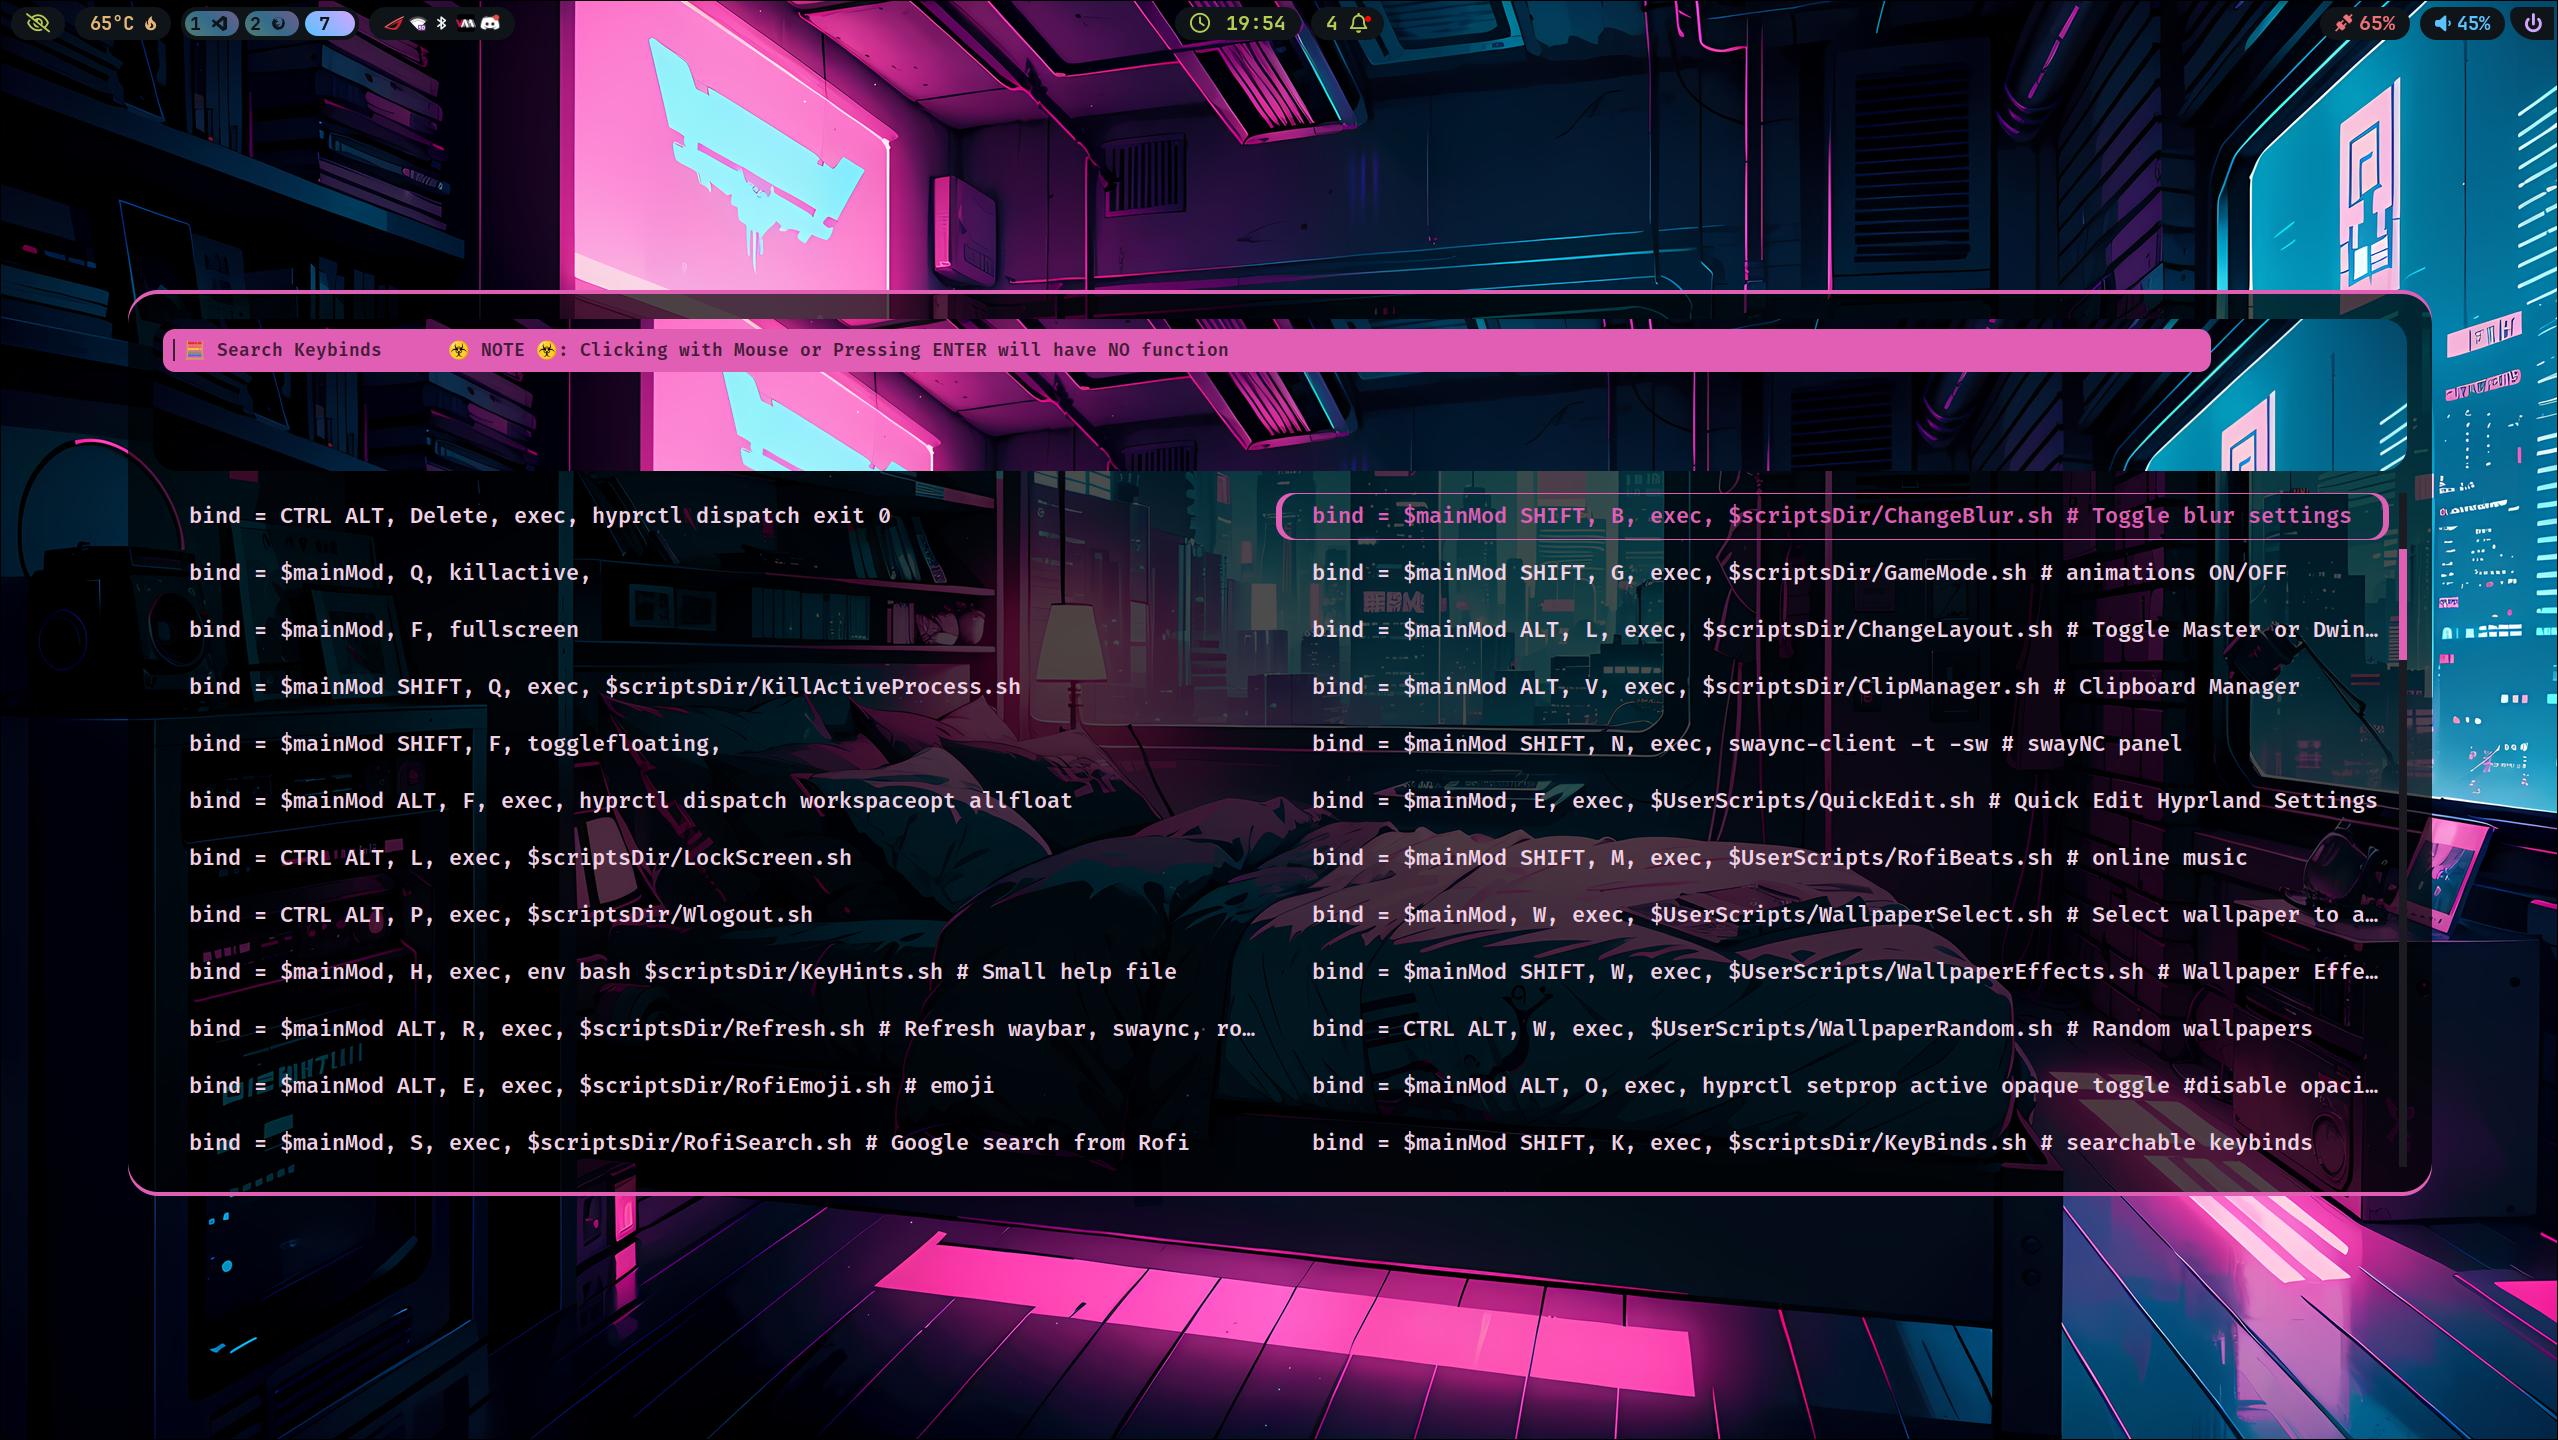 65°C
1
2
7
19:54
4
65%
45%
Search Keybinds ☣️ NOTE ☣️: Clicking with Mouse or Pressing ENTER will have NO function
bind = CTRL ALT, Delete, exec, hyprctl dispatch exit 0
bind = $mainMod, Q, killactive,
bind = $mainMod, F, fullscreen
bind = $mainMod SHIFT, Q, exec, $scriptsDir/KillActiveProcess.sh
bind = $mainMod SHIFT, F, togglefloating,
bind = $mainMod ALT, F, exec, hyprctl dispatch workspaceopt allfloat
bind = CTRL ALT, L, exec, $scriptsDir/LockScreen.sh
bind = CTRL ALT, P, exec, $scriptsDir/Wlogout.sh
bind = $mainMod, H, exec, env bash $scriptsDir/KeyHints.sh # Small help file
bind = $mainMod ALT, R, exec, $scriptsDir/Refresh.sh # Refresh waybar, swaync, ro…
bind = $mainMod ALT, E, exec, $scriptsDir/RofiEmoji.sh # emoji
bind = $mainMod, S, exec, $scriptsDir/RofiSearch.sh # Google search from Rofi
bind = $mainMod SHIFT, B, exec, $scriptsDir/ChangeBlur.sh # Toggle blur settings
bind = $mainMod SHIFT, G, exec, $scriptsDir/GameMode.sh # animations ON/OFF
bind = $mainMod ALT, L, exec, $scriptsDir/ChangeLayout.sh # Toggle Master or Dwin…
bind = $mainMod ALT, V, exec, $scriptsDir/ClipManager.sh # Clipboard Manager
bind = $mainMod SHIFT, N, exec, swaync-client -t -sw # swayNC panel
bind = $mainMod, E, exec, $UserScripts/QuickEdit.sh # Quick Edit Hyprland Settings
bind = $mainMod SHIFT, M, exec, $UserScripts/RofiBeats.sh # online music
bind = $mainMod, W, exec, $UserScripts/WallpaperSelect.sh # Select wallpaper to a…
bind = $mainMod SHIFT, W, exec, $UserScripts/WallpaperEffects.sh # Wallpaper Effe…
bind = CTRL ALT, W, exec, $UserScripts/WallpaperRandom.sh # Random wallpapers
bind = $mainMod ALT, O, exec, hyprctl setprop active opaque toggle #disable opaci…
bind = $mainMod SHIFT, K, exec, $scriptsDir/KeyBinds.sh # searchable keybinds